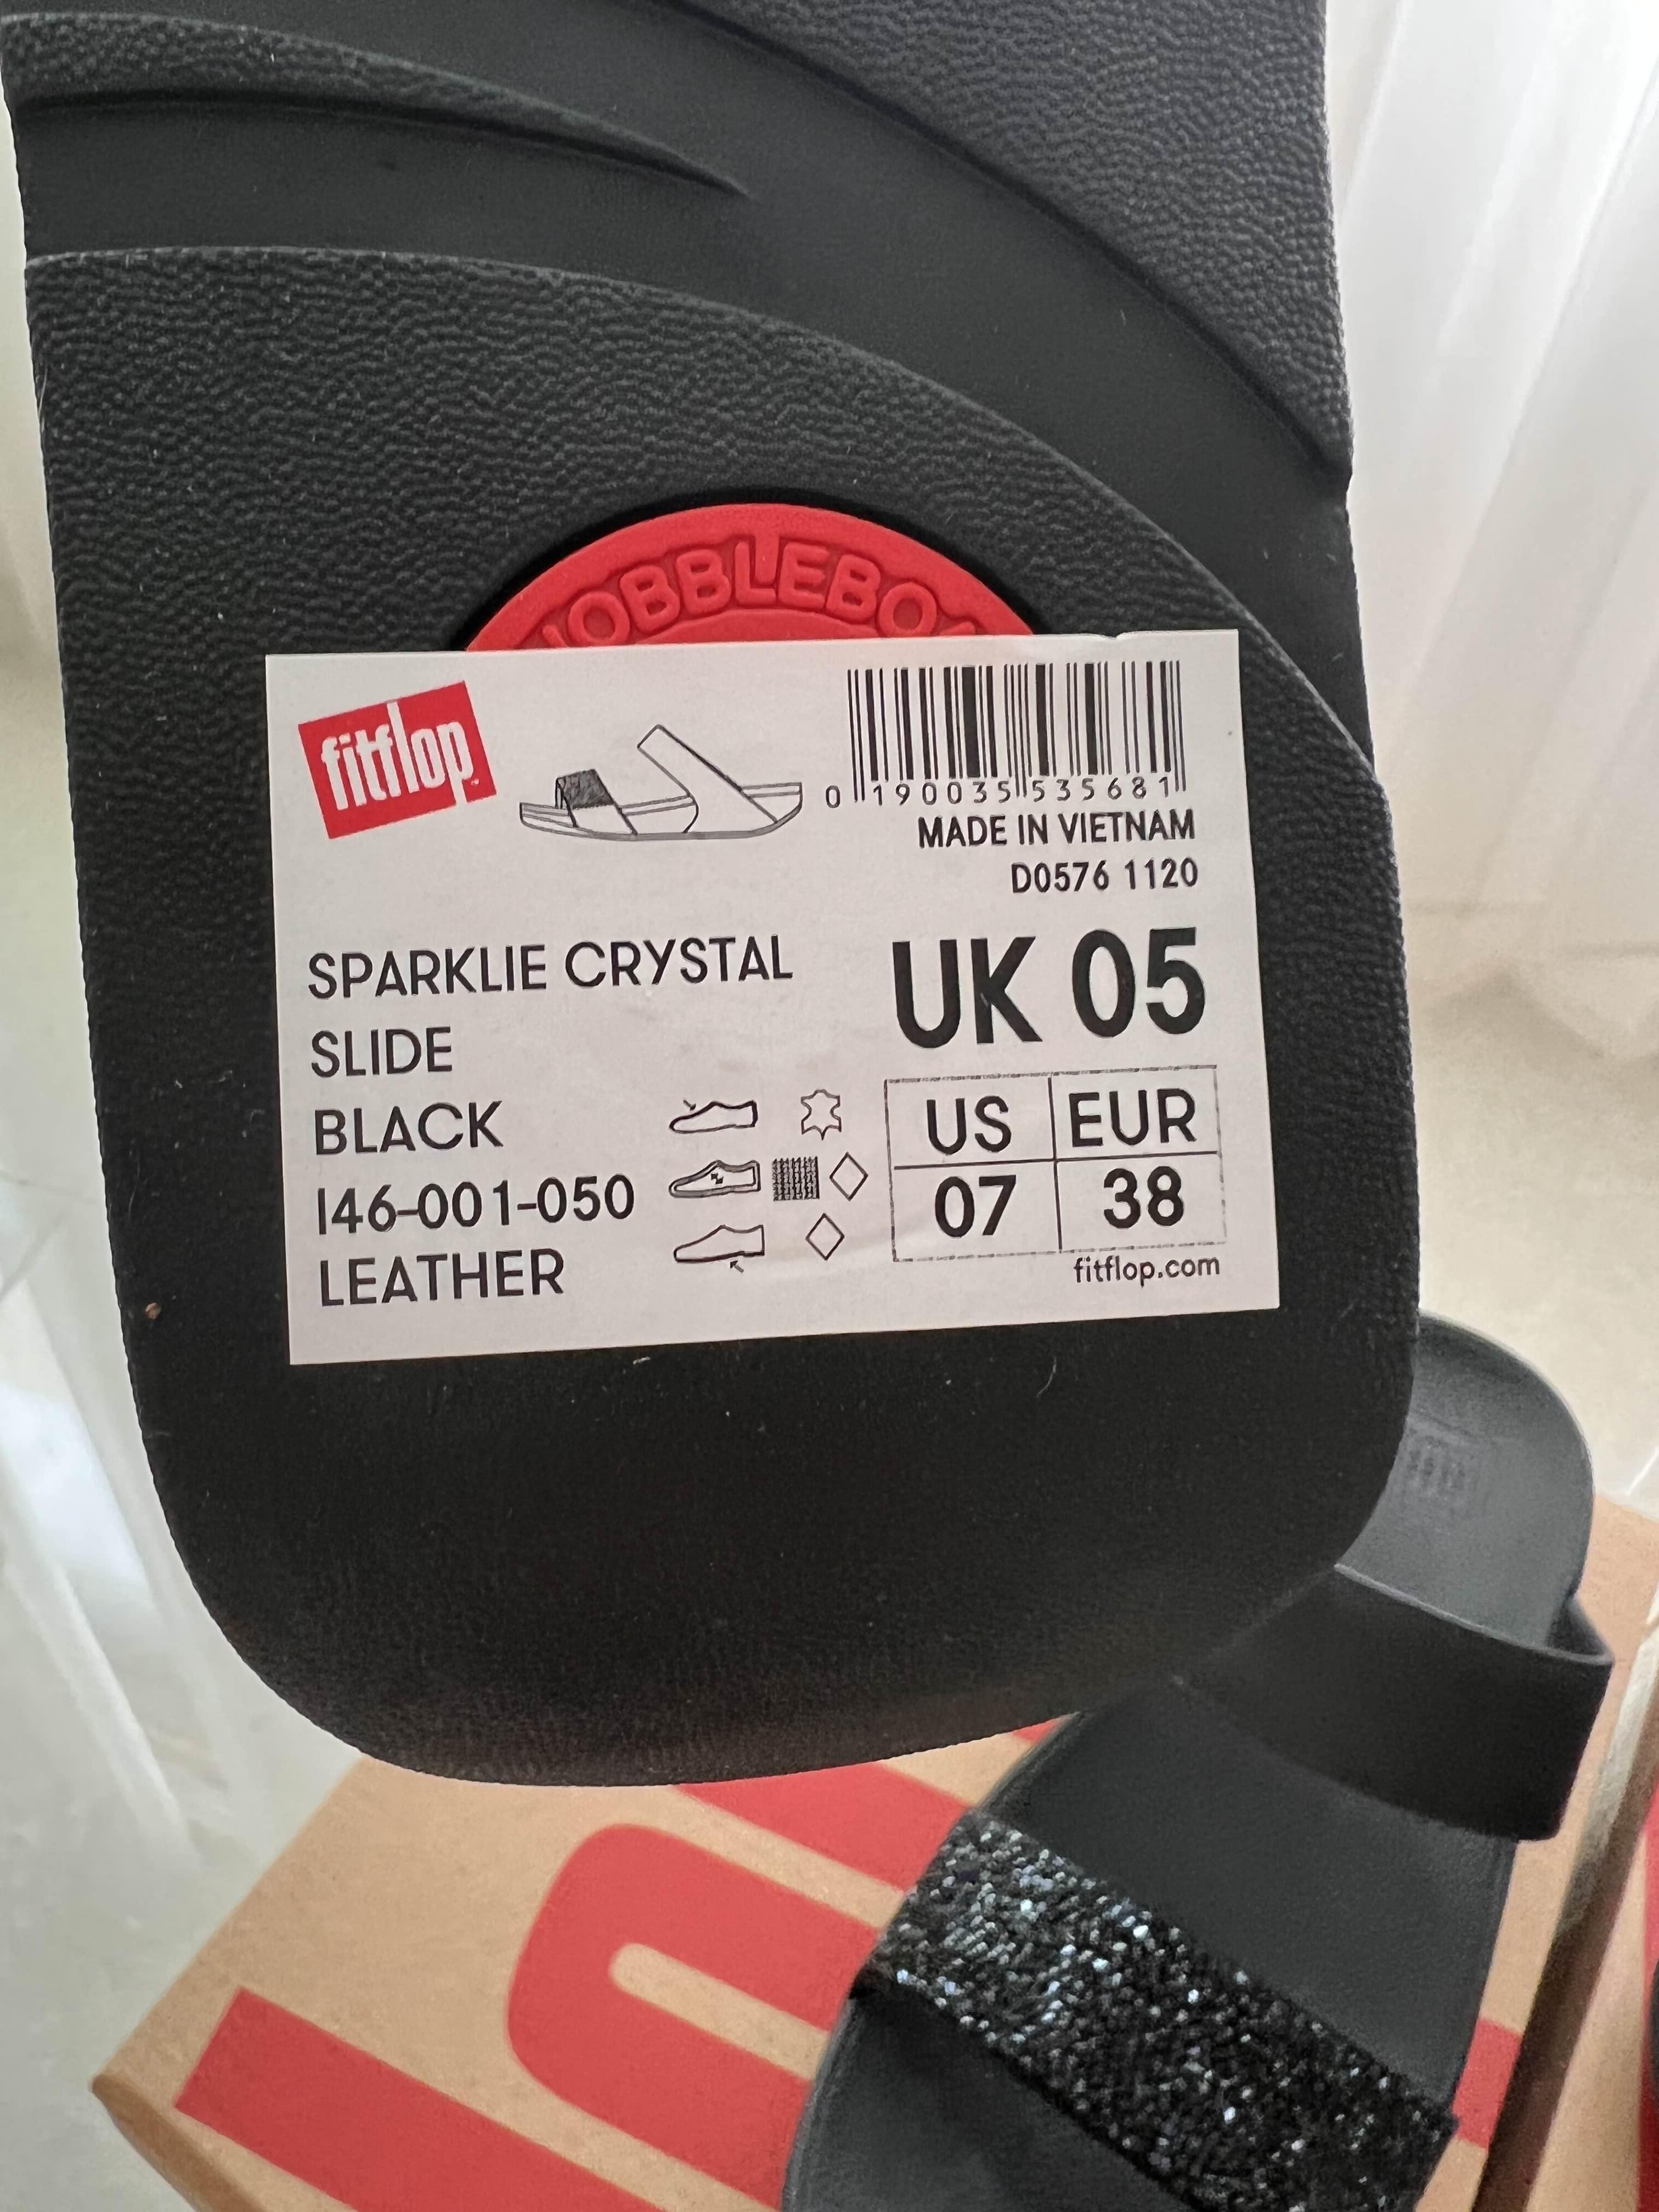 fitflop
0 190035 535681
MADE IN VIETNAM
D0576 1120
SPARKLIE CRYSTAL
SLIDE
BLACK
I46-001-050
LEATHER
UK 05
US EUR
07 38
fitflop.com